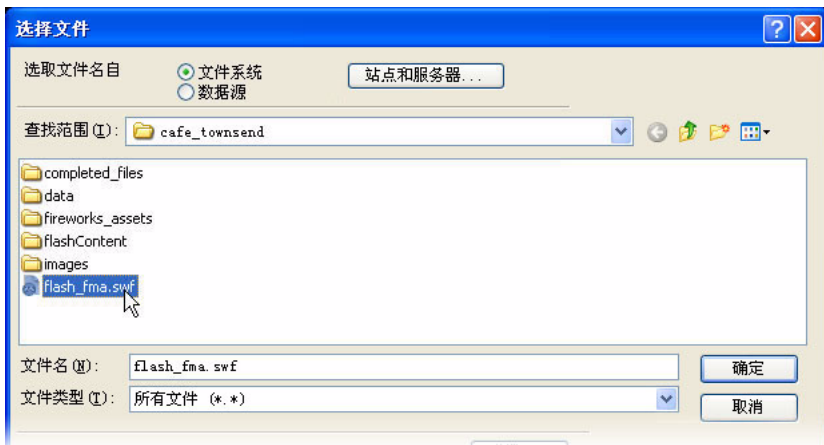 选择文件
选取文件名自
文件系统
站点和服务器...
数据源
查找范围(I):
cafe_townsend
completed_files
data
fireworks_assets
flashContent
images
flash_fma.swf
文件名(N):
flash_fma.swf
确定
文件类型(T):
所有文件 (*.*)
取消